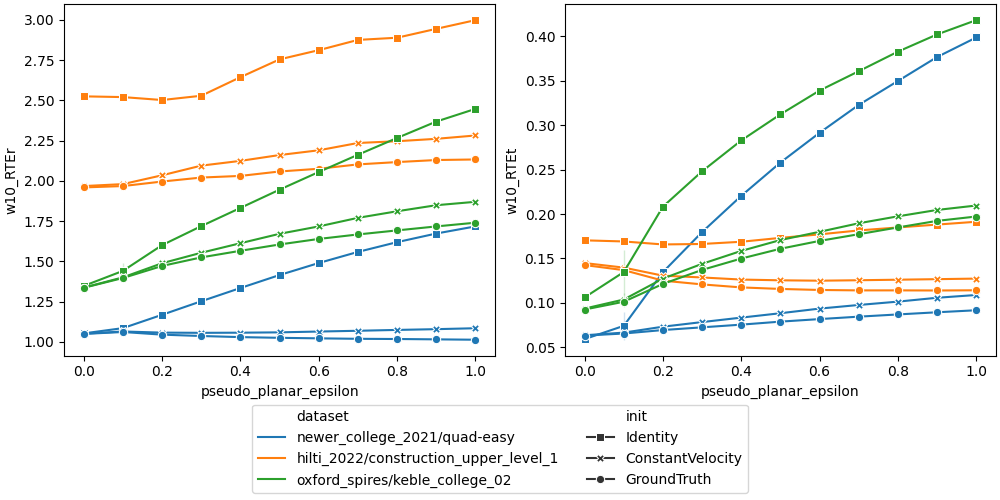 w10_RTEr
3.00
2.75
2.50
2.25
2.00
1.75
1.50
1.25
1.00
0.0 0.2 0.4 0.6 0.8 1.0
pseudo_planar_epsilon
w10_RTEt
0.40
0.35
0.30
0.25
0.20
0.15
0.10
0.05
0.0 0.2 0.4 0.6 0.8 1.0
pseudo_planar_epsilon
dataset
newer_college_2021/quad-easy
hilti_2022/construction_upper_level_1
oxford_spires/keble_college_02
init
Identity
ConstantVelocity
GroundTruth